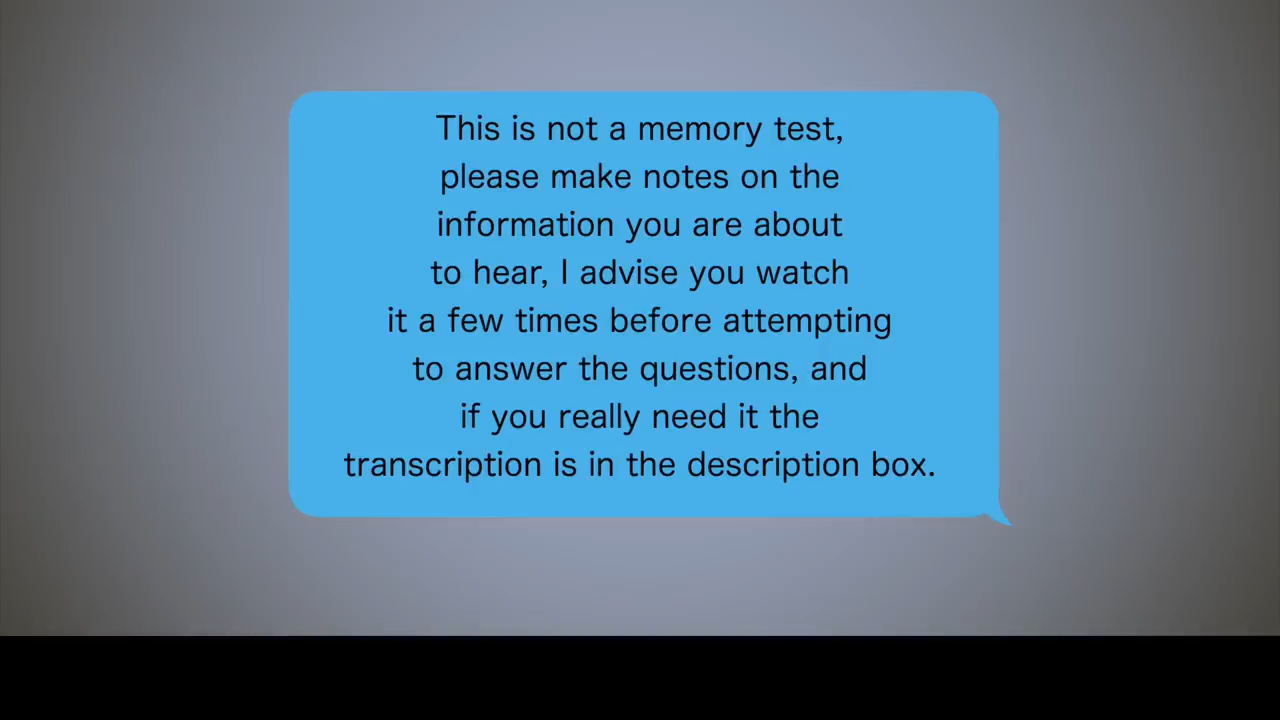 This is not a memory test,
please make notes on the
information you are about
to hear, I advise you watch
it a few times before attempting
to answer the questions, and
if you really need it the
transcription is in the description box.